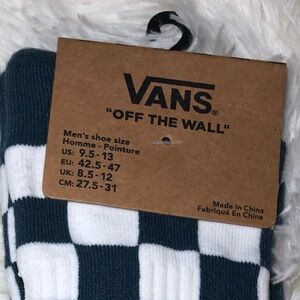 VANS®
"OFF THE WALL"
Men's shoe size
Homme - Pointure
US: 9.5-13
EU: 42.5-47
UK: 8.5-12
CM: 27.5-31
Made in China
Fabriqué En Chine